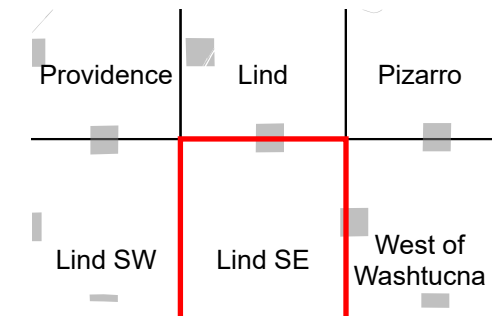 Providence
Lind
Pizarro
Lind SW
Lind SE
West of
Washtucna